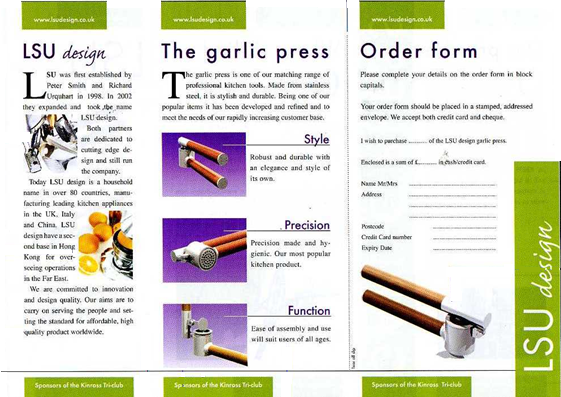 www.lsudesign.co.uk
LSU design
LSU was first established by
Peter Smith and Richard
Urquhart in 1998. In 2002
they expanded and took the name
LSU design.
Both partners
are dedicated to
cutting edge de-
sign and still run
the company.
Today LSU design is a household
name in over 80 countries, manu-
facturing leading kitchen appliances
in the UK, Italy
and China, LSU
design have a sec-
ond base in Hong
Kong for over-
seeing operations
in the Far East.
We are committed to innovation
and design quality. Our aims are to
carry on serving the people and set-
ting the standard for affordable, high
quality product worldwide.
Sponsors of the Kinross Tri-club
www.lsudesign.co.uk
The garlic press
The garlic press is one of our matching range of
professional kitchen tools. Made from stainless
steel, it is stylish and durable. Being one of our
popular items it has been developed and refined and to
meet the needs of our rapidly increasing customer base.
Style
Robust and durable with
an elegance and style of
its own.
Precision
Precision made and hy-
gienic. Our most popular
kitchen product.
Function
Ease of assembly and use
will suit users of all ages.
Sponsors of the Kinross Tri-club
www.lsudesign.co.uk
Order form
Please complete your details on the order form in block
capitals.
Your order form should be placed in a stamped, addressed
envelope. We accept both credit card and cheque.
I wish to purchase .......... of the LSU design garlic press.
Enclosed is a sum of £.......... in cash/credit card.
Name Mr/Mrs
Address
Postcode
Credit Card number
Expiry Date
LSU design
Sponsors of the Kinross Tri-club